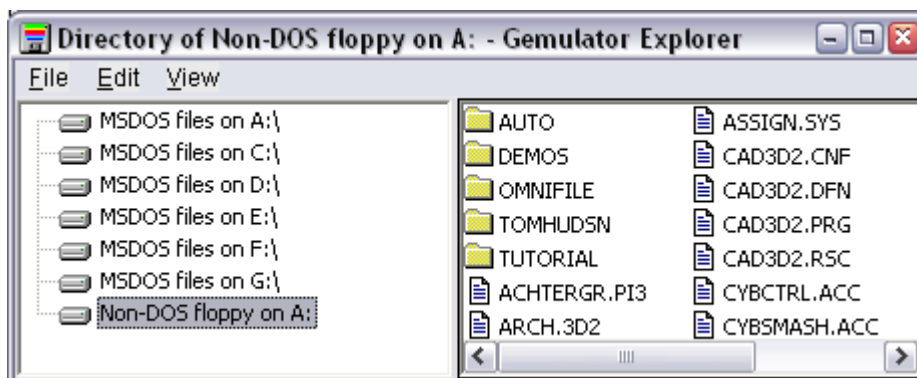 Directory of Non-DOS floppy on A: - Gemulator Explorer
File Edit View
MSDOS files on A:\
MSDOS files on C:\
MSDOS files on D:\
MSDOS files on E:\
MSDOS files on F:\
MSDOS files on G:\
Non-DOS floppy on A:
AUTO
DEMOS
OMNIFILE
TOMHUDSN
TUTORIAL
ACHTERGR.PI3
ARCH.3D2
ASSIGN.SYS
CAD3D2.CNF
CAD3D2.DFN
CAD3D2.PRG
CAD3D2.RSC
CYBCTRL.ACC
CYBSMASH.ACC